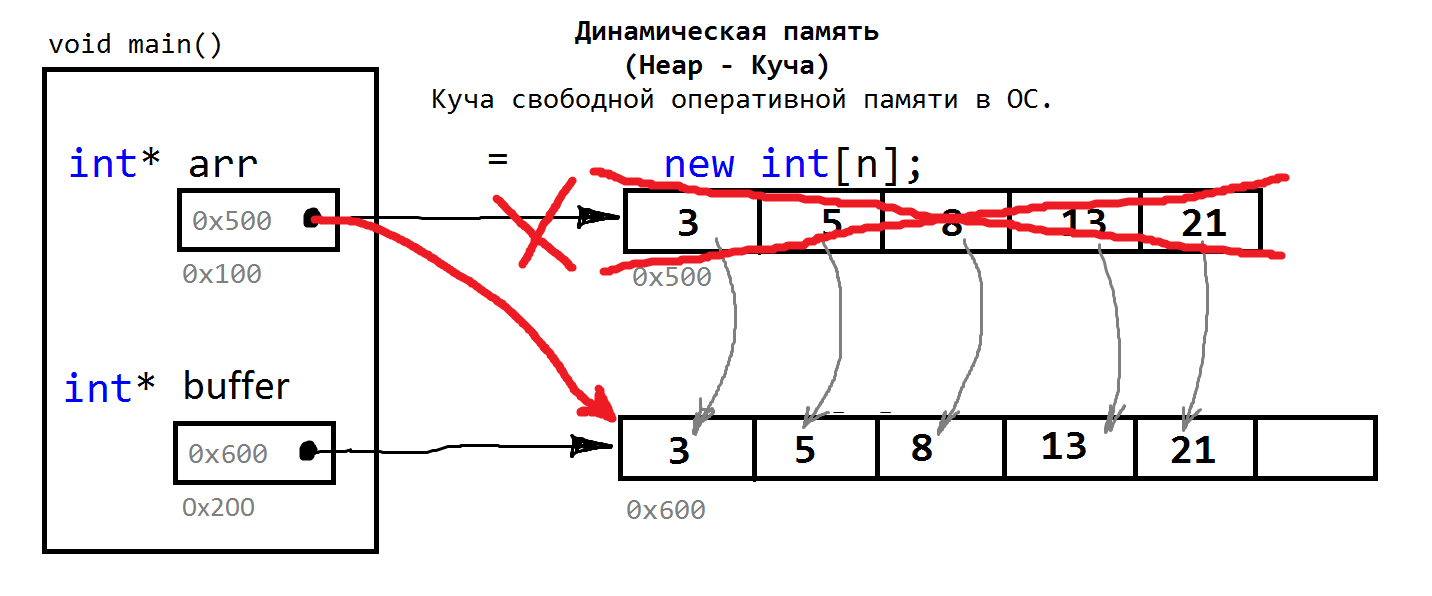 void main()
Динамическая память
(Heap - Куча)
Куча свободной оперативной памяти в ОС.
int* arr = new int[n];
0x500 3 5 8 13 21
0x100 0x500
int* buffer
0x600 3 5 8 13 21
0x200 0x600